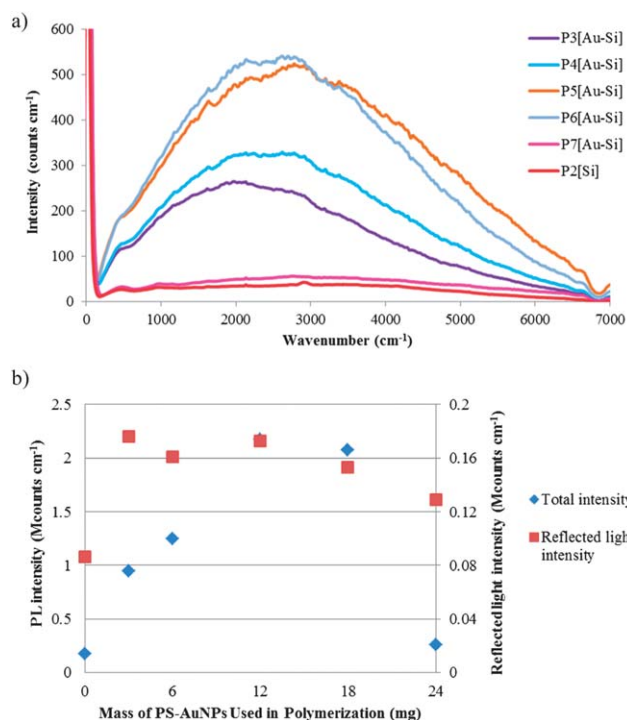 a)
600
500
400
300
200
100
0
Intensity (counts cm⁻¹)
0 1000 2000 3000 4000 5000 6000 7000
Wavenumber (cm⁻¹)
P3[Au-Si]
P4[Au-Si]
P5[Au-Si]
P6[Au-Si]
P7[Au-Si]
P2[Si]
b)
2.5
2
1.5
1
0.5
0
PL intensity (Mcounts cm⁻¹)
0.2
0.16
0.12
0.08
0.04
0
Reflected light intensity (Mcounts cm⁻¹)
0 6 12 18 24
Mass of PS-AuNPs Used in Polymerization (mg)
Total intensity
Reflected light
intensity